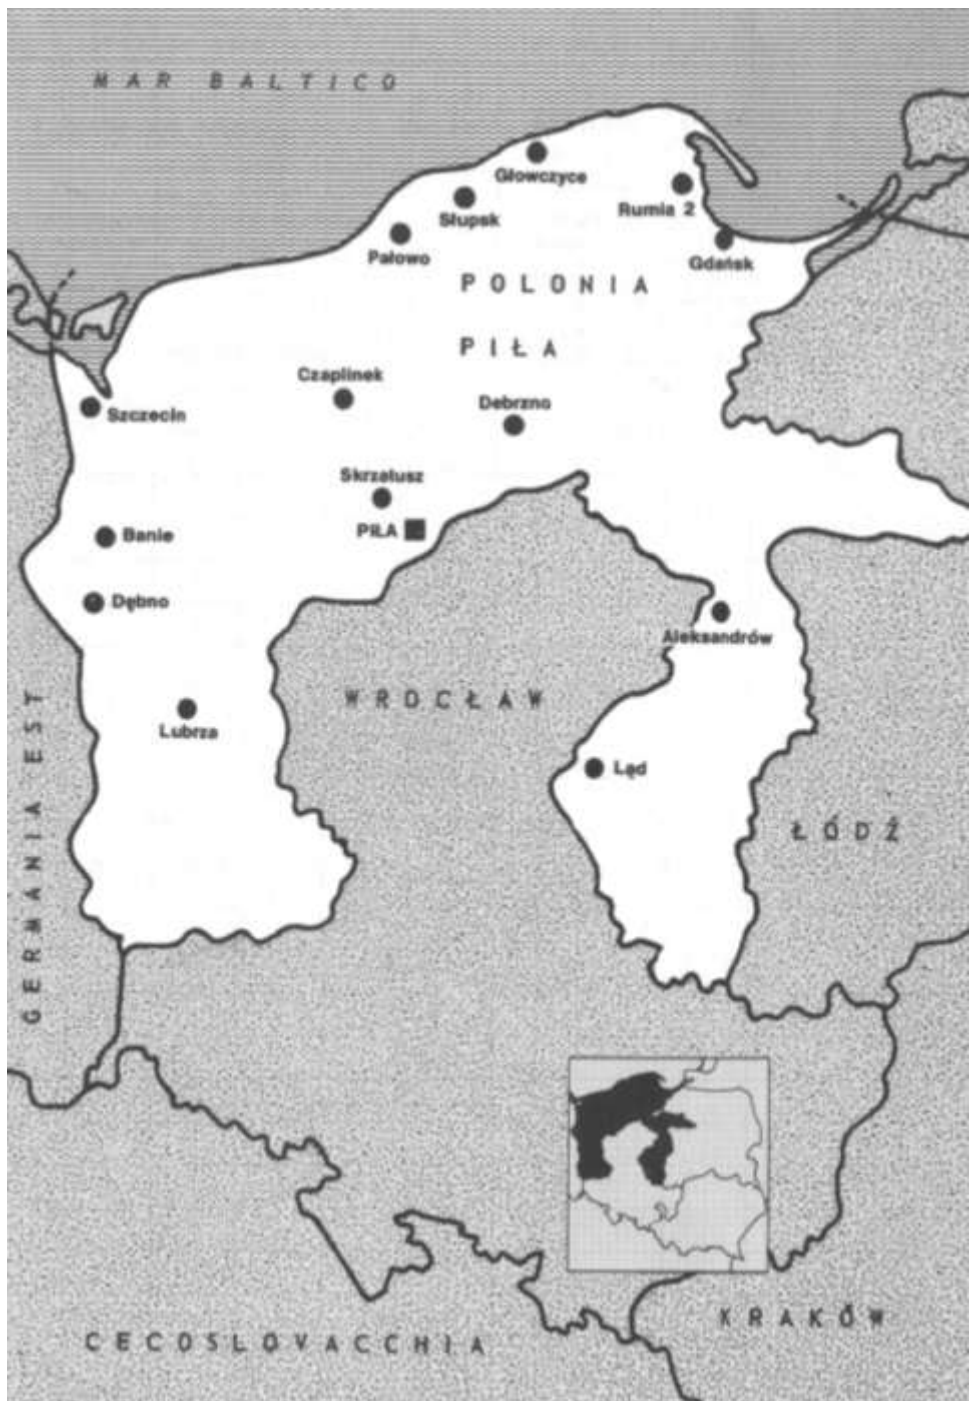 MAR BALTICO
Głowczyce
Słupsk
Rumia 2
Pałowo
Gdańsk
POLONIA
PIŁA
Czaplinek
Debrzno
Szczecin
Skrzatusz
PIŁA
Banie
Dębno
Aleksandrów
WROCŁAW
Lubrza
Ląd
GERMANIA EST
ŁÓDŹ
KRAKÓW
CECOSLOVACCHIA